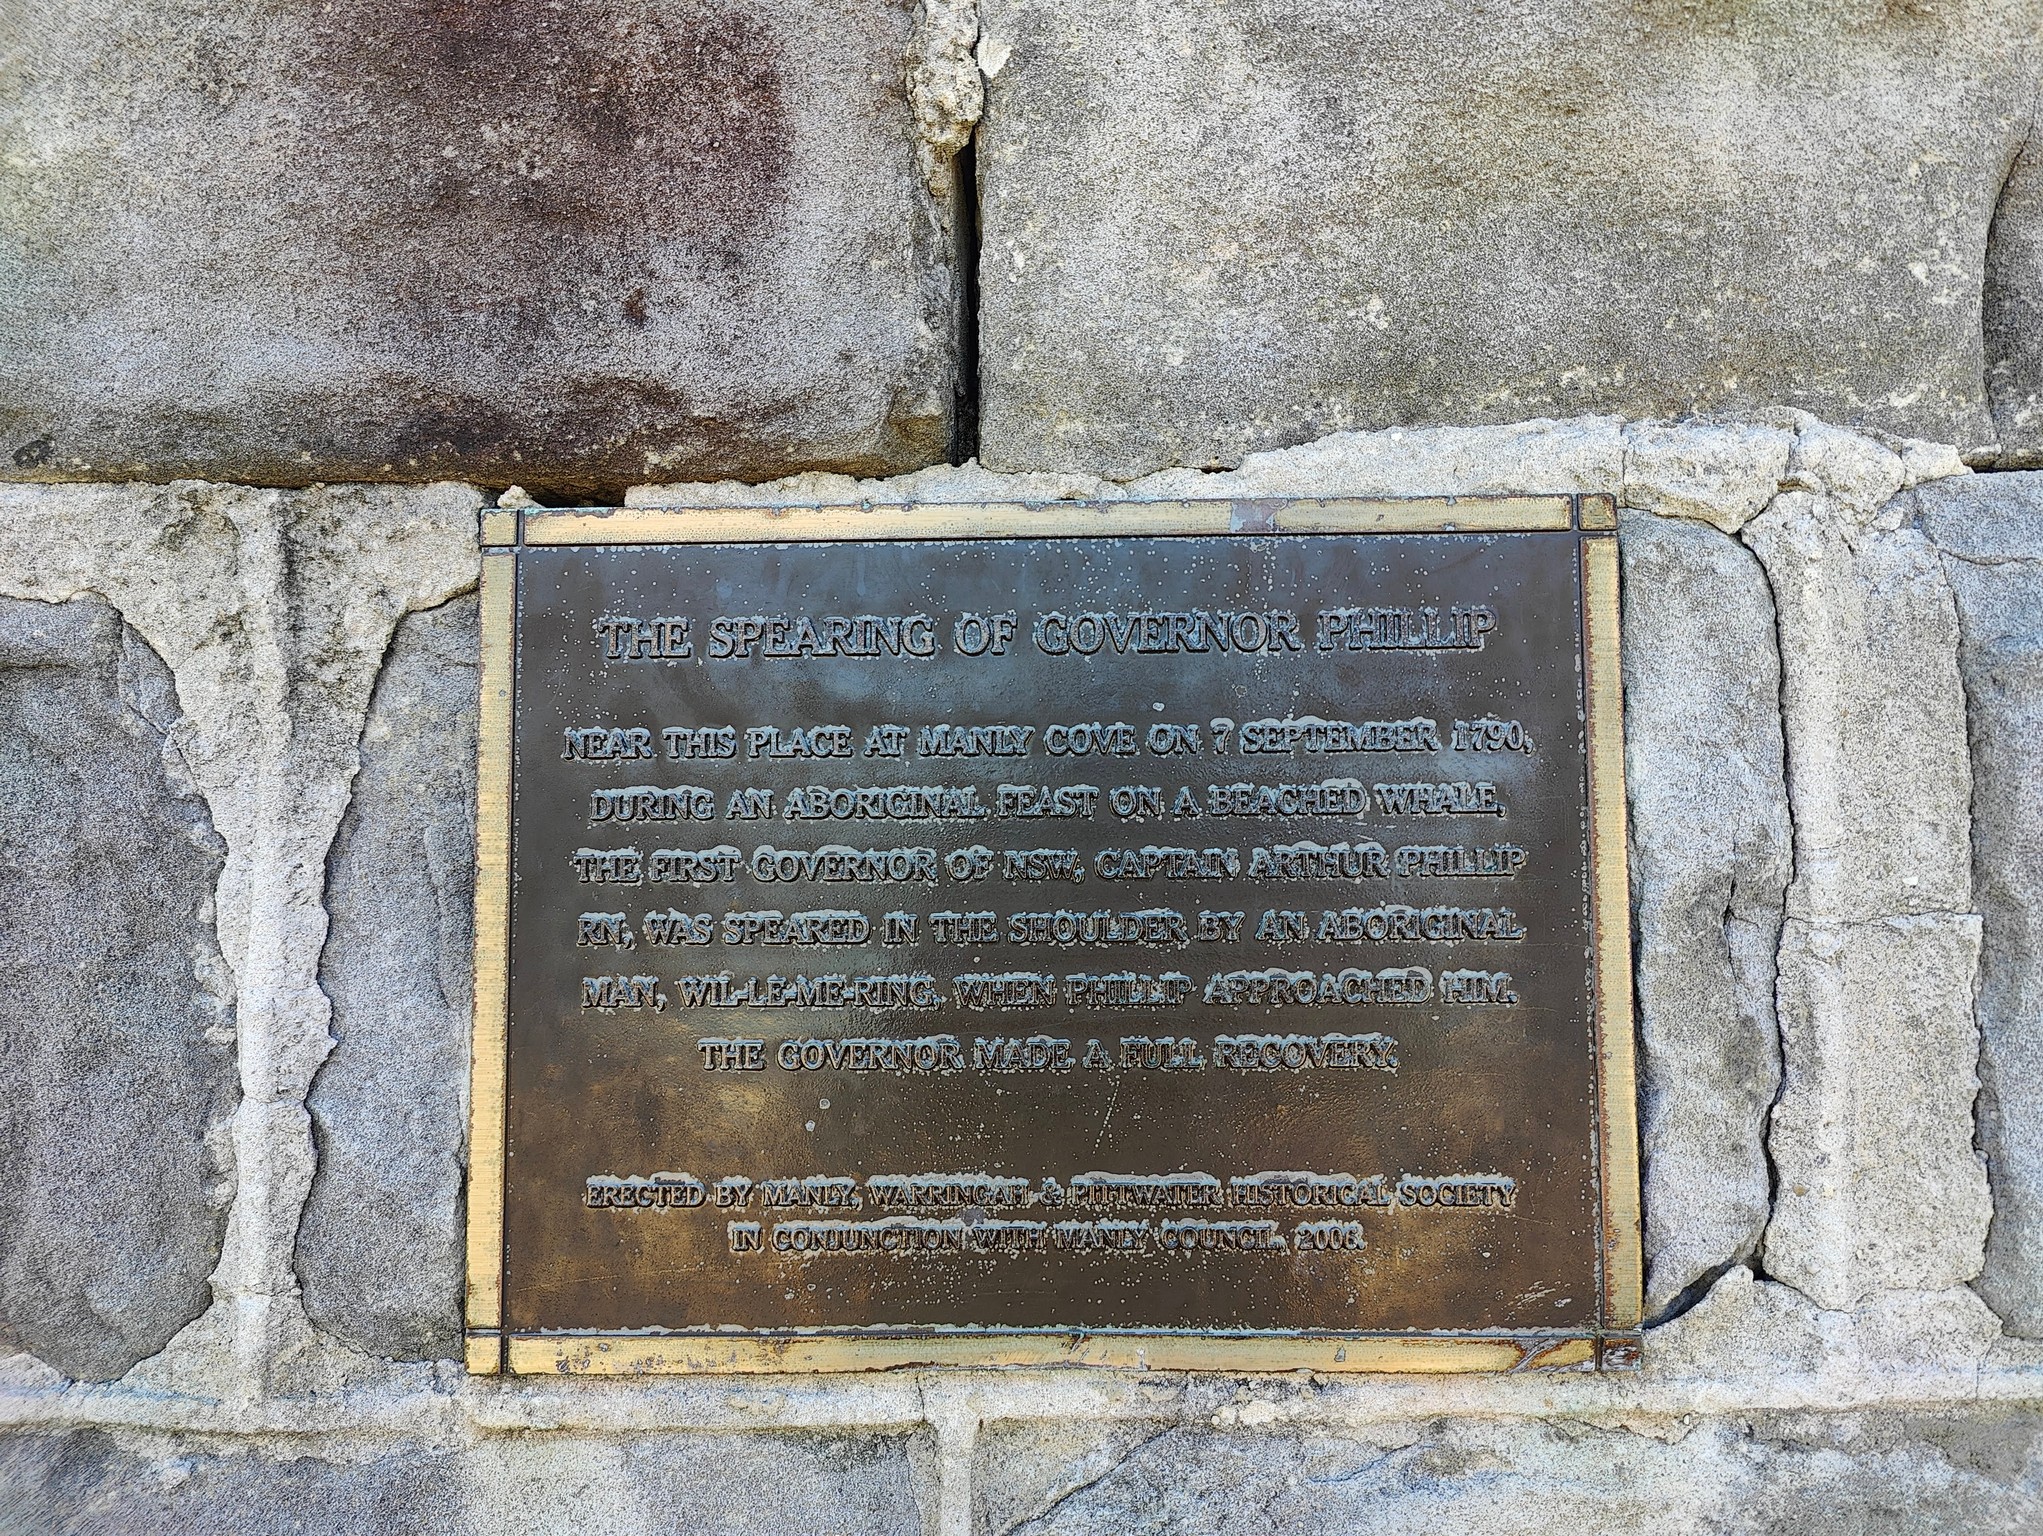 THE SPEARING OF GOVERNOR PHILLIP
NEAR THIS PLACE AT MANLY COVE ON 7 SEPTEMBER 1790,
DURING AN ABORIGINAL FEAST ON A BEACHED WHALE,
THE FIRST GOVERNOR OF NSW, CAPTAIN ARTHUR PHILLIP
RN, WAS SPEARED IN THE SHOULDER BY AN ABORIGINAL
MAN, WIL-LE-ME-RING, WHEN PHILLIP APPROACHED HIM.
THE GOVERNOR MADE A FULL RECOVERY.
ERECTED BY MANLY, WARRINGAH & PITTWATER HISTORICAL SOCIETY
IN CONJUNCTION WITH MANLY COUNCIL, 2006.